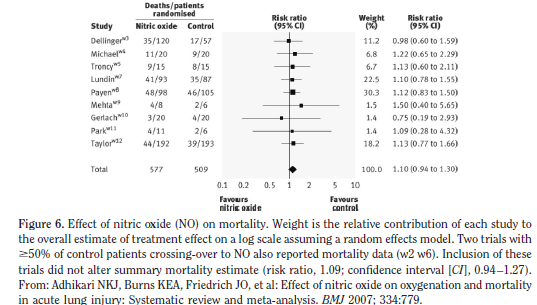 Deaths/patients
randomised
Study Nitric oxide Control Risk ratio (95% CI) Weight (%) Risk ratio (95% CI)
Dellinger^w3 35/120 17/57 11.2 0.98 (0.60 to 1.59)
Michael^w4 11/20 9/20 6.8 1.22 (0.65 to 2.29)
Troncy^w5 9/15 8/15 6.7 1.13 (0.60 to 2.11)
Lundin^w7 41/93 35/87 22.5 1.10 (0.78 to 1.55)
Payen^w8 48/98 46/105 30.3 1.12 (0.83 to 1.50)
Mehta^w9 4/8 2/6 1.5 1.50 (0.40 to 5.65)
Gerlach^w10 3/20 4/20 1.4 0.75 (0.19 to 2.93)
Park^w11 4/11 2/6 1.4 1.09 (0.28 to 4.32)
Taylor^w12 44/192 39/193 18.2 1.13 (0.77 to 1.66)
Total 577 509 100.0 1.10 (0.94 to 1.30)
0.1 0.2 0.5 1 2 5 10
Favours nitric oxide Favours control
Figure 6. Effect of nitric oxide (NO) on mortality. Weight is the relative contribution of each study to
the overall estimate of treatment effect on a log scale assuming a random effects model. Two trials with
≥50% of control patients crossing-over to NO also reported mortality data (w2 w6). Inclusion of these
trials did not alter summary mortality estimate (risk ratio, 1.09; confidence interval [CI], 0.94–1.27).
From: Adhikari NKJ, Burns KEA, Friedrich JO, et al: Effect of nitric oxide on oxygenation and mortality
in acute lung injury: Systematic review and meta-analysis. BMJ 2007; 334:779.